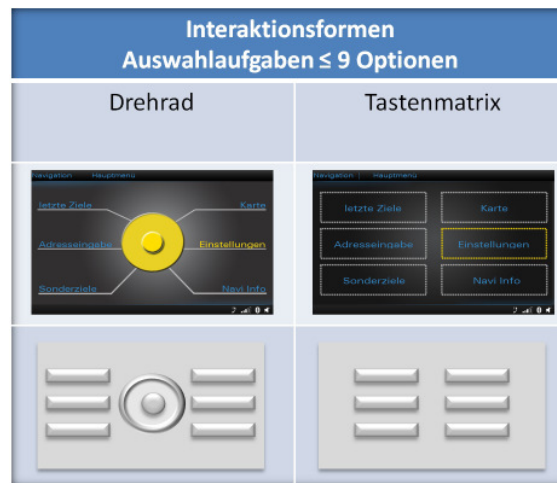 Interaktionsformen
Auswahlaufgaben ≤ 9 Optionen
Drehrad
Tastenmatrix
Navigation Hauptmenü
letzte Ziele
Karte
Adresseingabe
Einstellungen
Sonderziele
Navi Info
Navigation | Hauptmenü
letzte Ziele
Karte
Adresseingabe
Einstellungen
Sonderziele
Navi Info